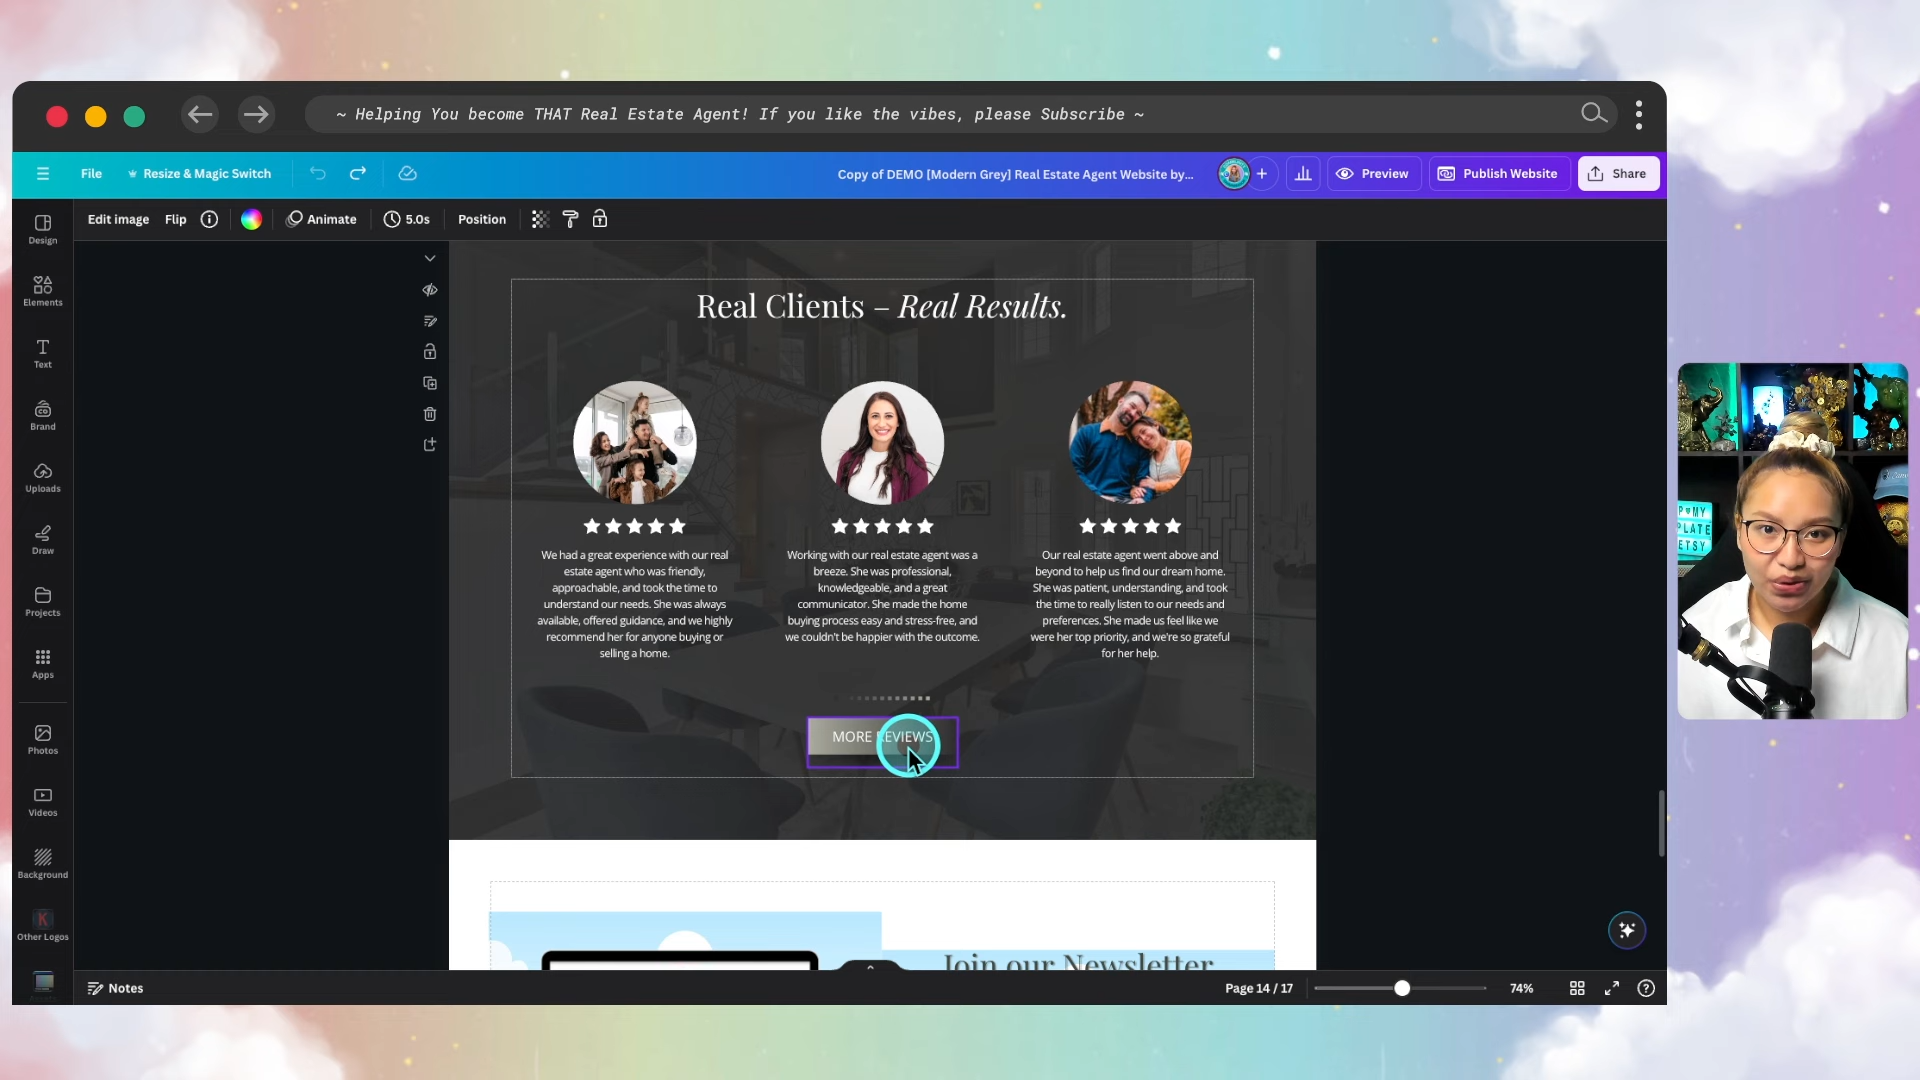 ~ Helping You become THAT Real Estate Agent! If you like the vibes, please Subscribe ~
File
Resize & Magic Switch
Copy of DEMO [Modern Grey] Real Estate Agent Website by...
Preview
Publish Website
Share
Edit image
Flip
Animate
5.0s
Position
Design
Elements
Text
Brand
Uploads
Draw
Projects
Apps
Photos
Videos
Background
K
Other Logos
Real Clients – Real Results.
We had a great experience with our real
estate agent who was friendly,
approachable, and took the time to
understand our needs. She was always
available, offered guidance, and we highly
recommend her for anyone buying or
selling a home.
Working with our real estate agent was a
breeze. She was professional,
knowledgeable, and a great
communicator. She made the home
buying process easy and stress-free, and
we couldn't be happier with the outcome.
Our real estate agent went above and
beyond to help us find our dream home.
She was patient, understanding, and took
the time to really listen to our needs and
preferences. She made us feel like we
were her top priority, and we're so grateful
for her help.
MORE REVIEWS
Join our Newsletter
Notes
Page 14 / 17
74%
PLATE
ETSY